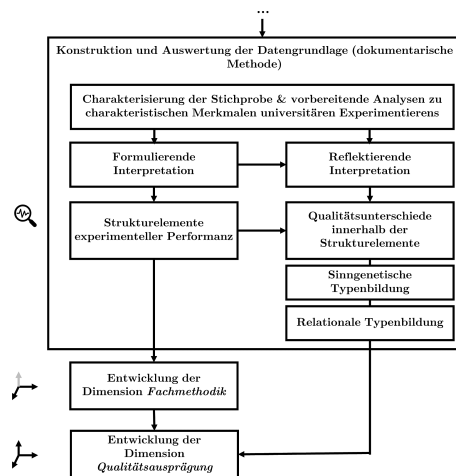 ...
Konstruktion und Auswertung der Datengrundlage (dokumentarische
Methode)
Charakterisierung der Stichprobe & vorbereitende Analysen zu
charakteristischen Merkmalen universitären Experimentierens
Formulierende
Interpretation
Reflektierende
Interpretation
Strukturelemente
experimenteller Performanz
Qualitätsunterschiede
innerhalb der
Strukturelemente
Sinngenetische
Typenbildung
Relationale Typenbildung
Entwicklung der
Dimension Fachmethodik
Entwicklung der
Dimension
Qualitätsausprägung